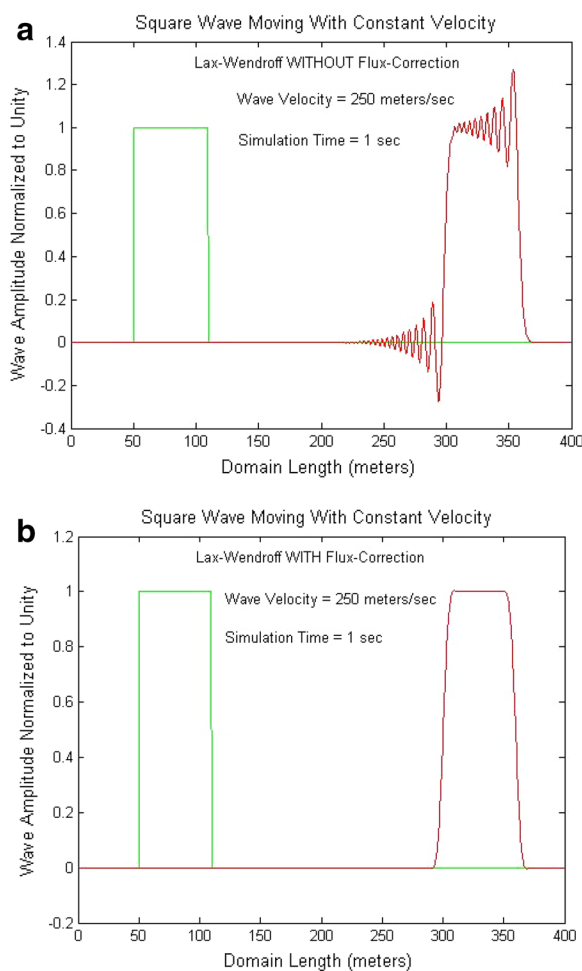 a
Square Wave Moving With Constant Velocity
Lax-Wendroff WITHOUT Flux-Correction
Wave Velocity = 250 meters/sec
Simulation Time = 1 sec
Wave Amplitude Normalized to Unity
1.4
1.2
1
0.8
0.6
0.4
0.2
0
-0.2
-0.4
0 50 100 150 200 250 300 350 400
Domain Length (meters)
b
Square Wave Moving With Constant Velocity
Lax-Wendroff WITH Flux-Correction
Wave Velocity = 250 meters/sec
Simulation Time = 1 sec
Wave Amplitude Normalized to Unity
1.2
1
0.8
0.6
0.4
0.2
0
-0.2
0 50 100 150 200 250 300 350 400
Domain Length (meters)